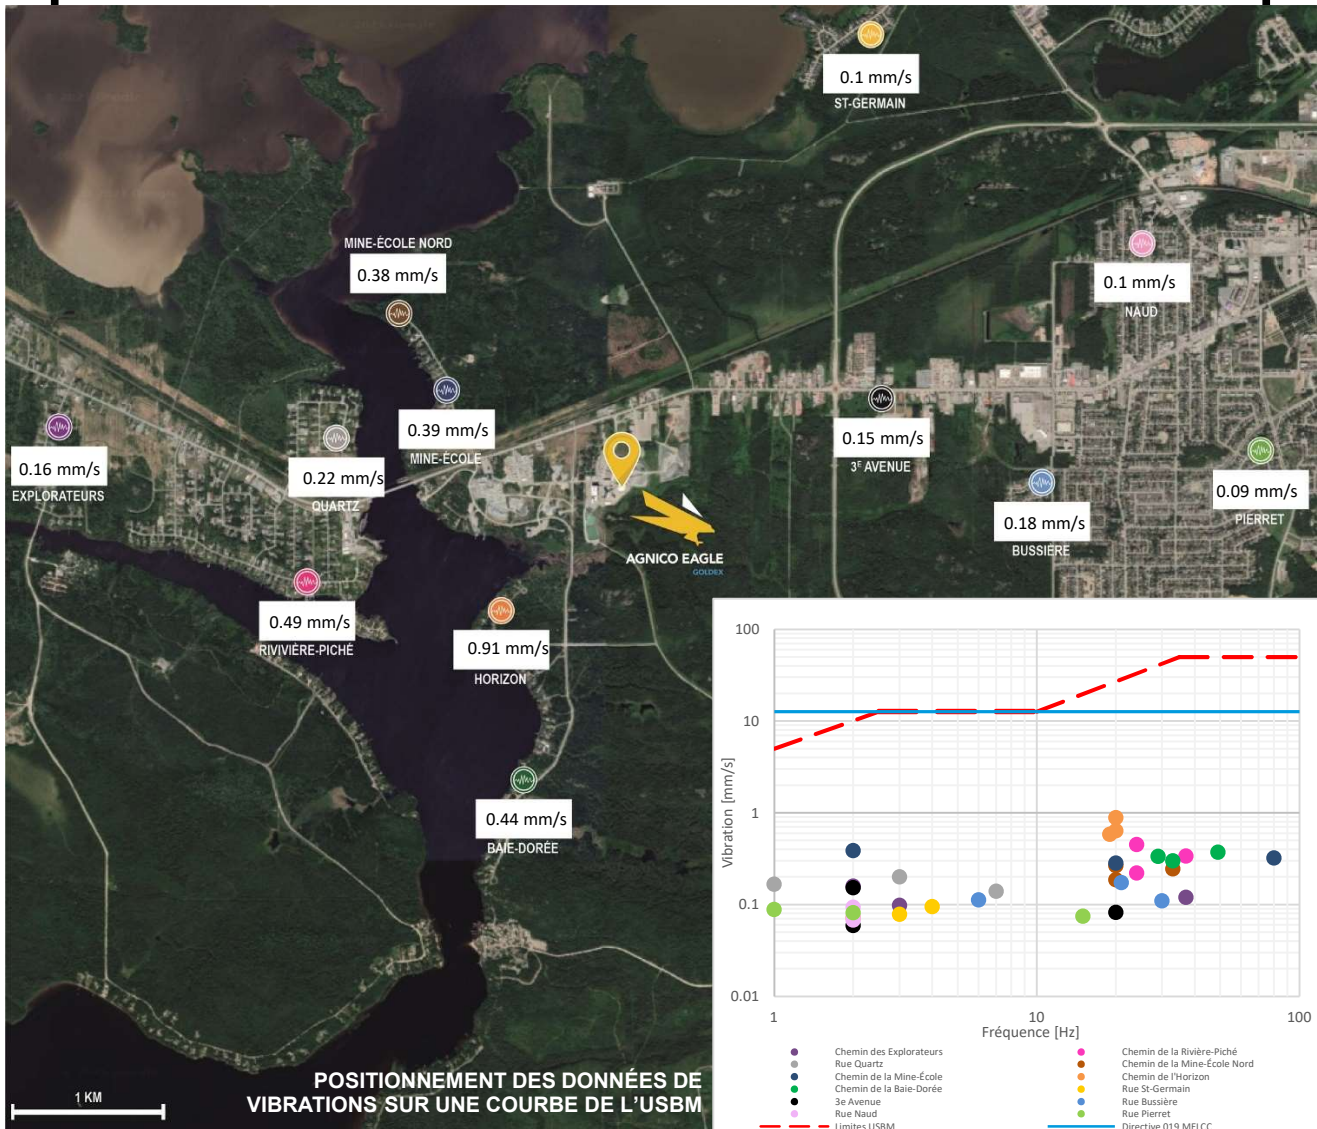 0.1 mm/s
ST-GERMAIN
MINE-ÉCOLE NORD
0.38 mm/s
0.1 mm/s
NAUD
0.39 mm/s
MINE-ÉCOLE
0.16 mm/s
EXPLORATEURS
0.22 mm/s
QUARTZ
0.15 mm/s
3E AVENUE
0.18 mm/s
BUSSIÈRE
0.09 mm/s
PIERRET
AGNICO EAGLE
GOLDEX
0.49 mm/s
RIVIVIÈRE-PICHÉ
0.91 mm/s
HORIZON
0.44 mm/s
BAIE-DORÉE
POSITIONNEMENT DES DONNÉES DE
VIBRATIONS SUR UNE COURBE DE L'USBM
1 KM
100
10
1
0.1
0.01
Vibration [mm/s]
1
10
100
Fréquence [Hz]
Chemin des Explorateurs
Chemin de la Rivière-Piché
Rue Quartz
Chemin de la Mine-École Nord
Chemin de la Mine-École
Chemin de l'Horizon
Chemin de la Baie-Dorée
Rue St-Germain
3e Avenue
Rue Bussière
Rue Naud
Rue Pierret
Limites USBM
Directive 019 MELCC